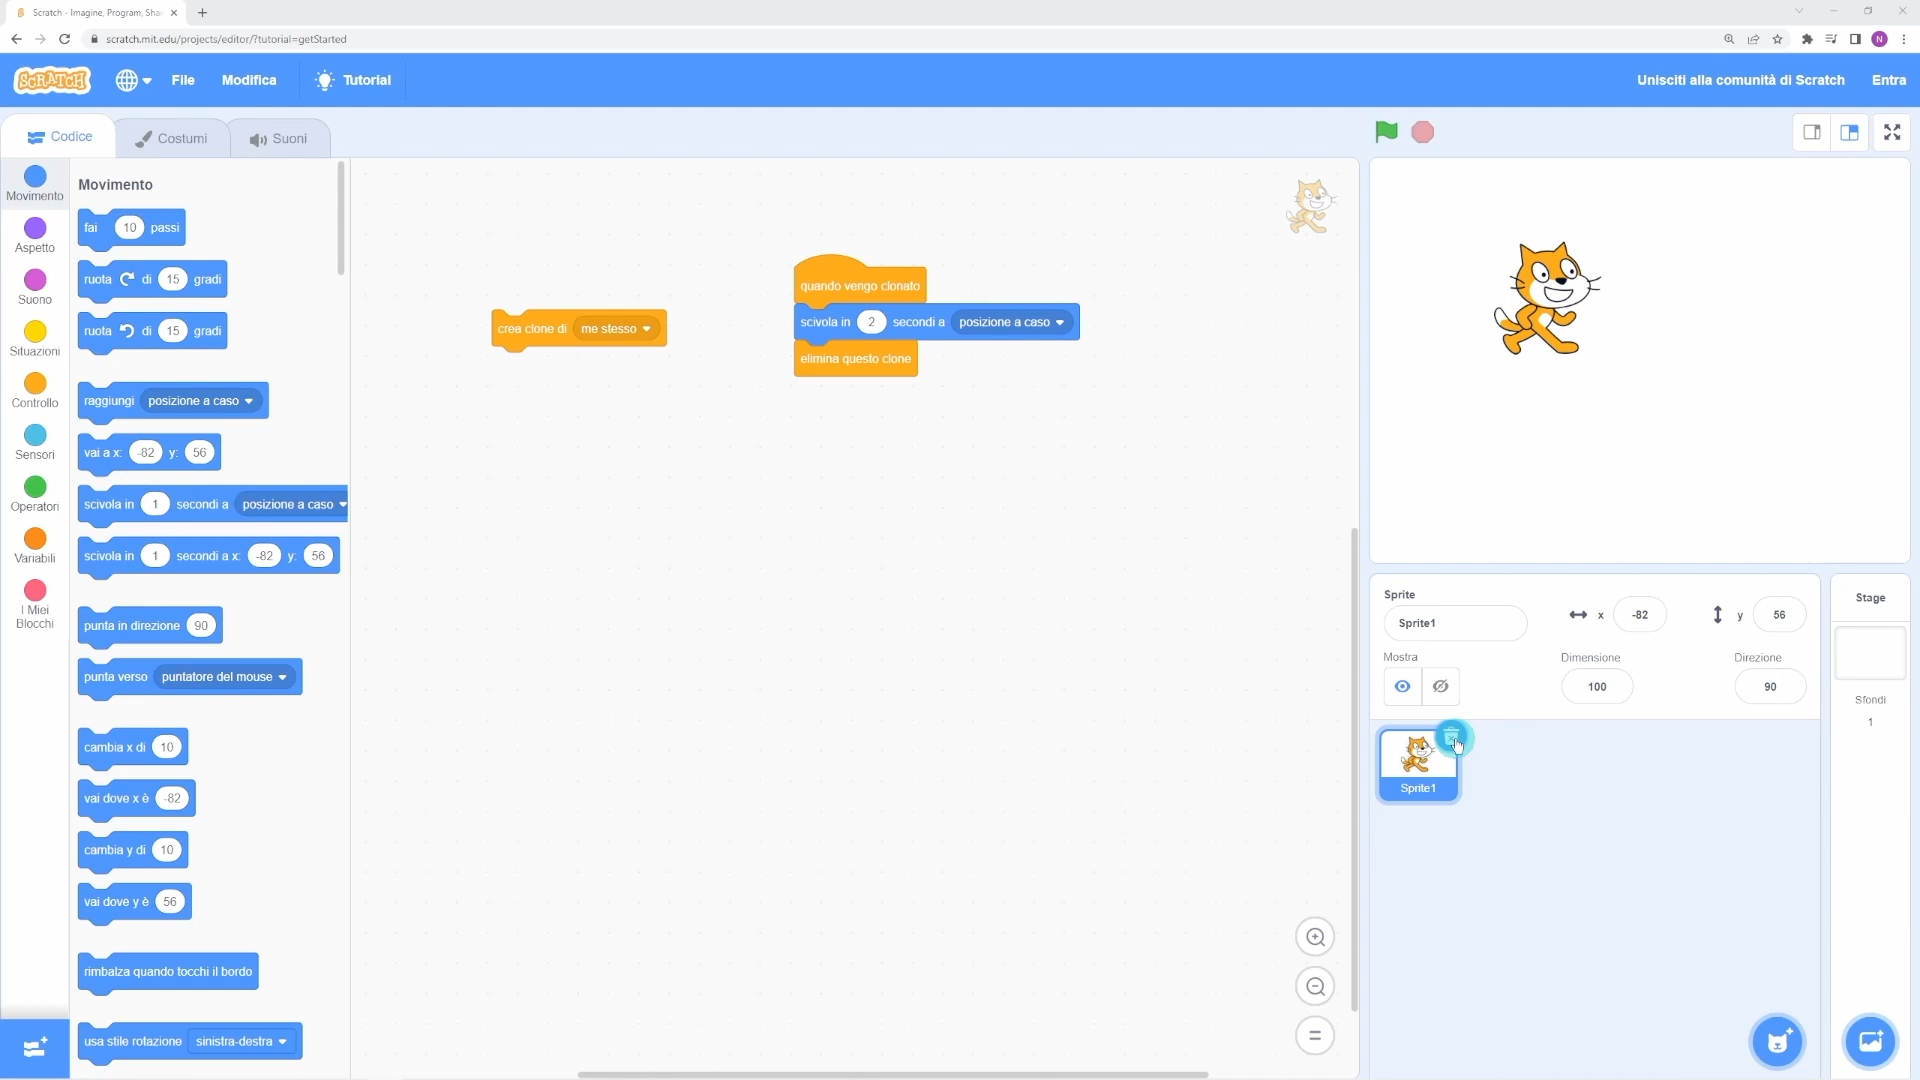 Scratch - Imagine, Program, Sha
scratch.mit.edu/projects/editor/?tutorial=getStarted
N
SCRATCH
File
Modifica
Tutorial
Unisciti alla comunità di Scratch
Entra
Codice
Costumi
Suoni
Movimento
Aspetto
Suono
Situazioni
Controllo
Sensori
Operatori
Variabili
I Miei
Blocchi
Movimento
fai 10 passi
ruota di 15 gradi
ruota di 15 gradi
raggiungi posizione a caso
vai a x: -82 y: 56
scivola in 1 secondi a posizione a caso
scivola in 1 secondi a x: -82 y: 56
punta in direzione 90
punta verso puntatore del mouse
cambia x di 10
vai dove x è -82
cambia y di 10
vai dove y è 56
rimbalza quando tocchi il bordo
usa stile rotazione sinistra-destra
crea clone di me stesso
quando vengo clonato
scivola in 2 secondi a posizione a caso
elimina questo clone
Sprite
Sprite1
x -82
y 56
Mostra
Dimensione
100
Direzione
90
Sprite1
Stage
Sfondi
1